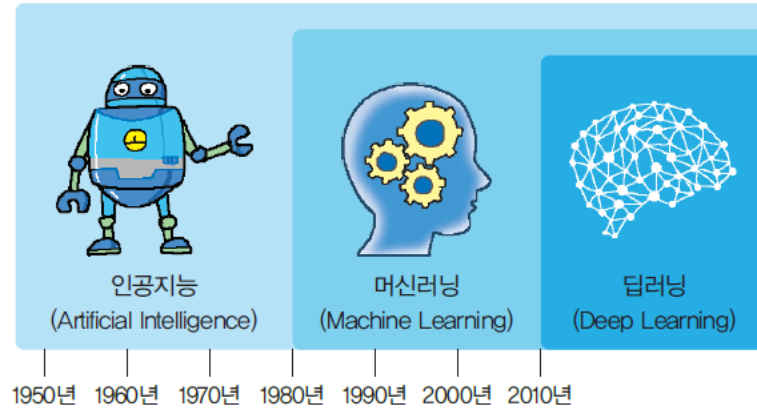 인공지능
(Artificial Intelligence)
머신러닝
(Machine Learning)
딥러닝
(Deep Learning)
1950년 1960년 1970년 1980년 1990년 2000년 2010년